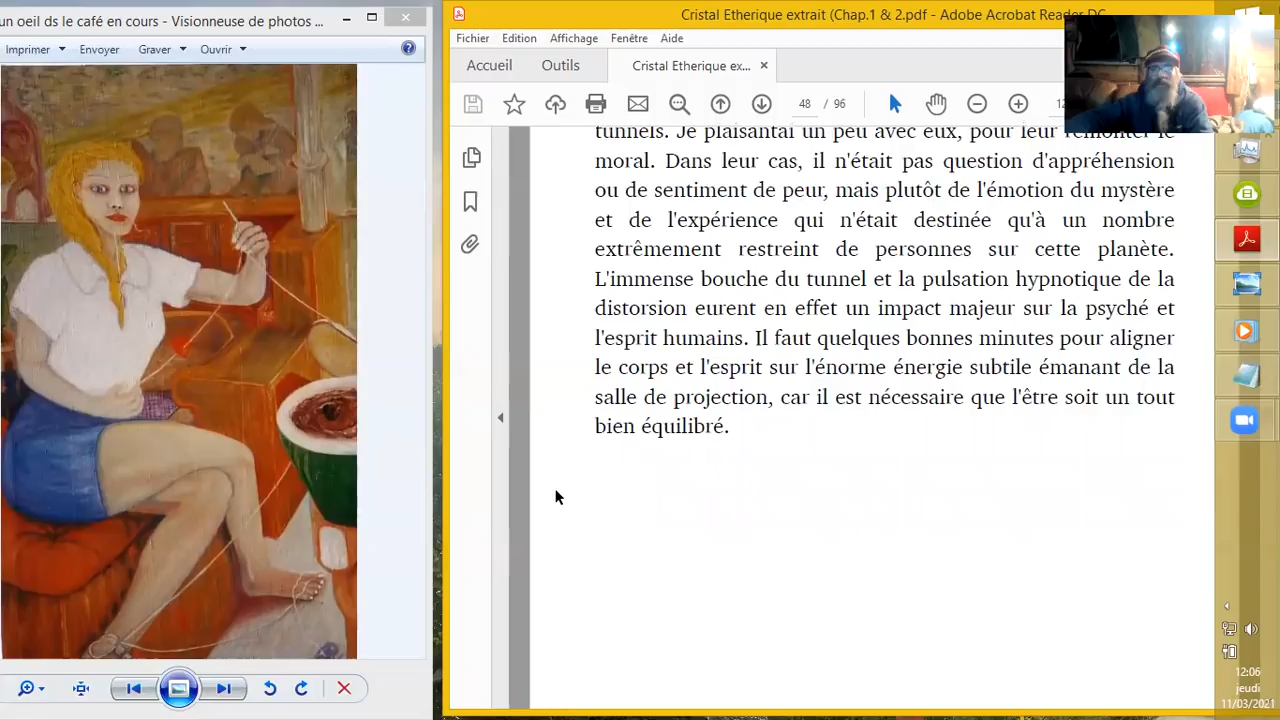 un oeil ds le café en cours - Visionneuse de photos ...
Imprimer Envoyer Graver Ouvrir
Cristal Etherique extrait (Chap.1 & 2.pdf - Adobe Acrobat Reader DC
Fichier Edition Affichage Fenêtre Aide
Accueil Outils Cristal Etherique ex...
48 / 96
tunnels. Je plaisantai un peu avec eux, pour leur remonter le
moral. Dans leur cas, il n'était pas question d'appréhension
ou de sentiment de peur, mais plutôt de l'émotion du mystère
et de l'expérience qui n'était destinée qu'à un nombre
extrêmement restreint de personnes sur cette planète.
L'immense bouche du tunnel et la pulsation hypnotique de la
distorsion eurent en effet un impact majeur sur la psyché et
l'esprit humains. Il faut quelques bonnes minutes pour aligner
le corps et l'esprit sur l'énorme énergie subtile émanant de la
salle de projection, car il est nécessaire que l'être soit un tout
bien équilibré.
12:06
jeudi
11/03/2021